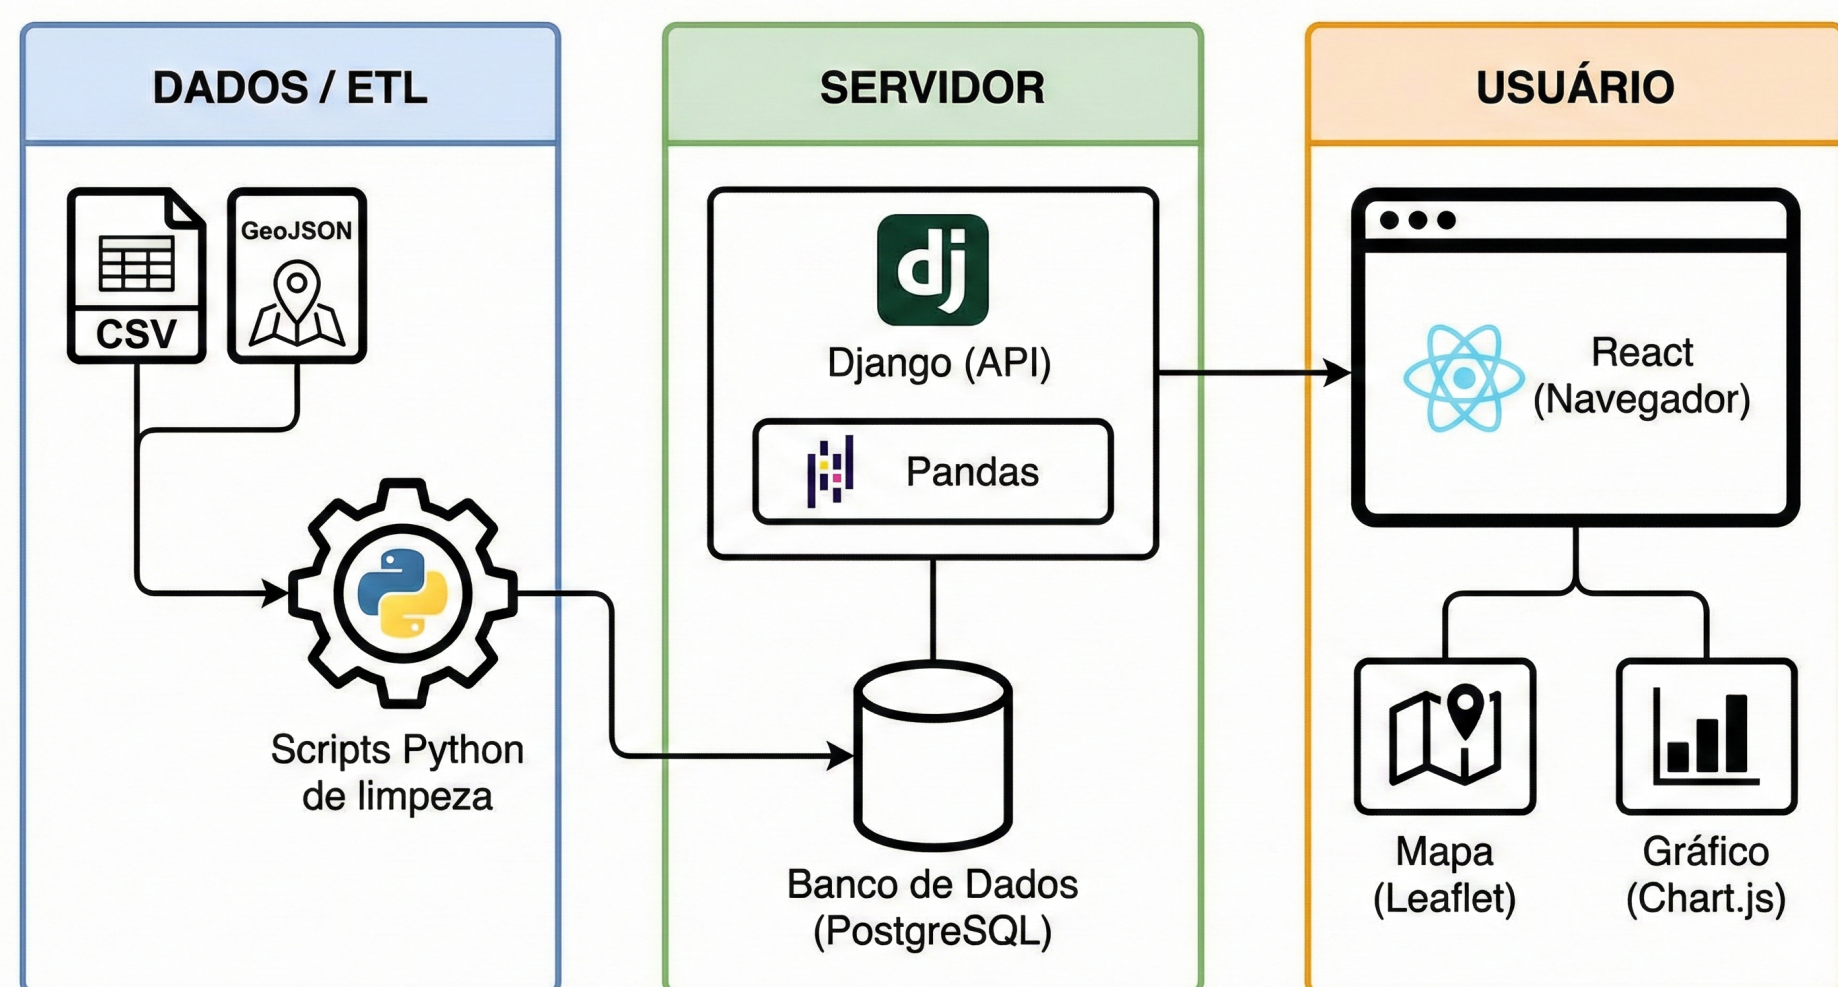 DADOS / ETL
GeoJSON
CSV
Scripts Python
de limpeza
SERVIDOR
dj
Django (API)
Pandas
Banco de Dados
(PostgreSQL)
USUÁRIO
React
(Navegador)
Mapa
(Leaflet)
Gráfico
(Chart.js)